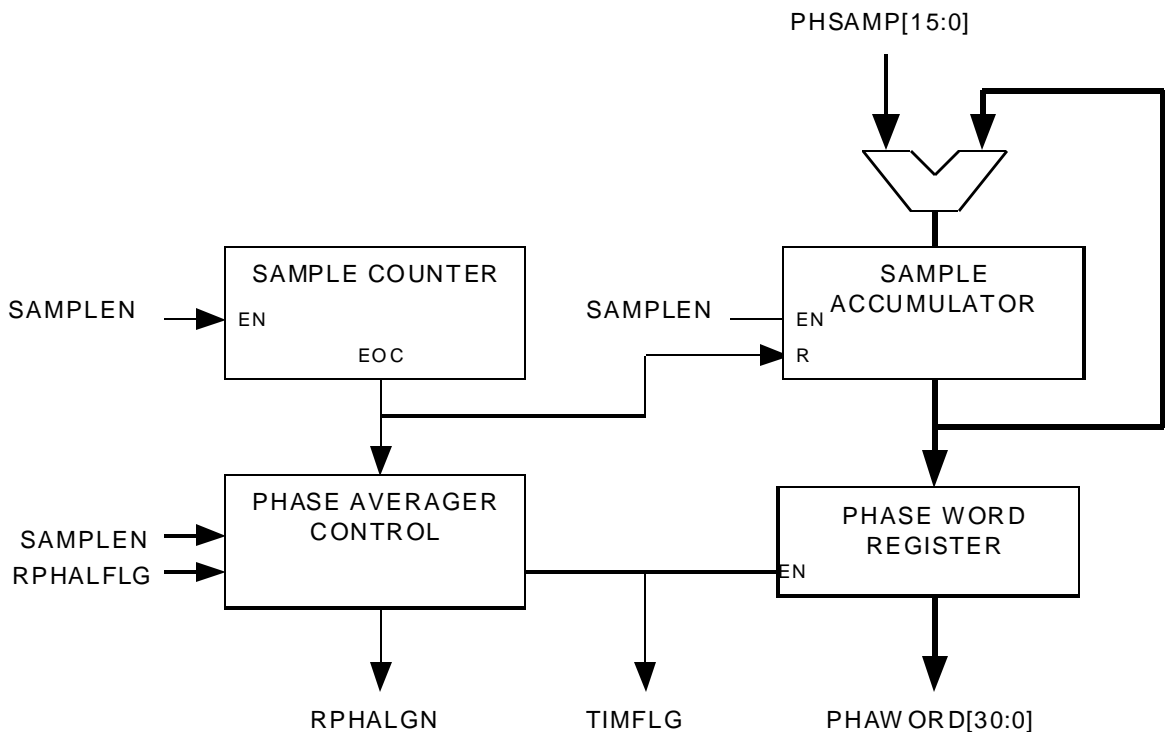 PHSAMP[15:0]
SAMPLE COUNTER
SAMPLEN
EN
EOC
SAMPLE
ACCUMULATOR
SAMPLEN
EN
R
PHASE AVERAGER
CONTROL
SAMPLEN
RPHALFLG
PHASE WORD
REGISTER
EN
RPHALGN
TIMFLG
PHAWORD[30:0]